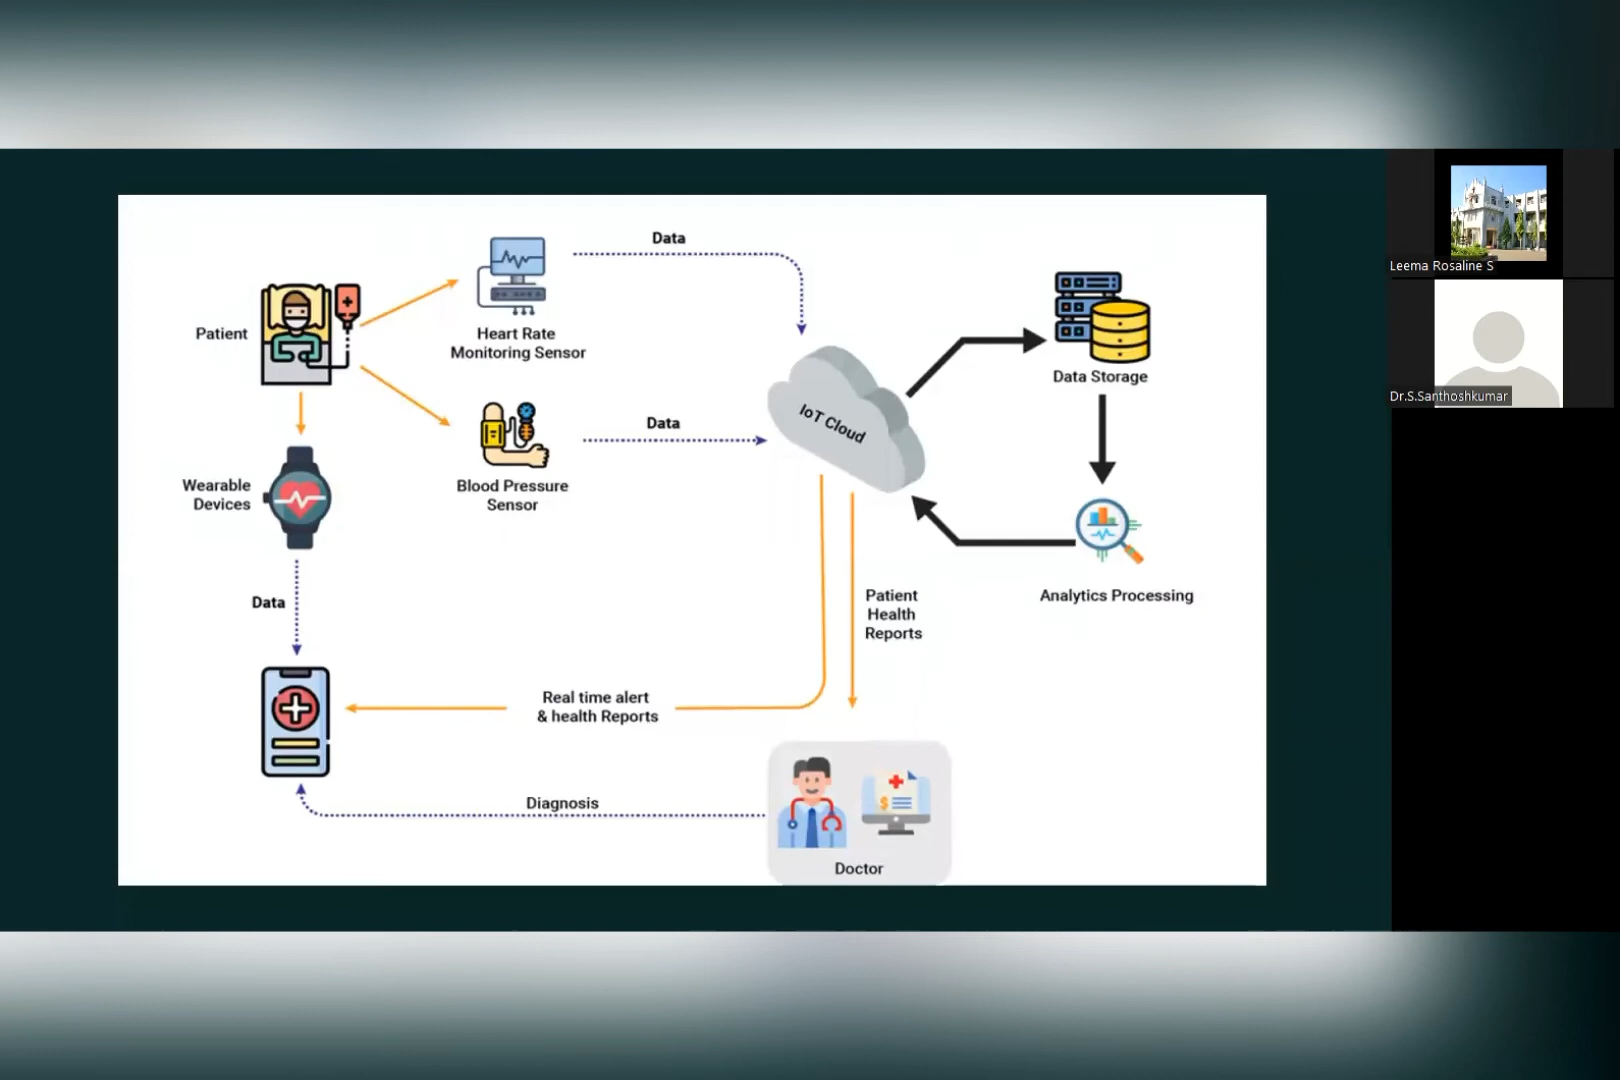 Data
Patient
Heart Rate
Monitoring Sensor
IoT Cloud
Data Storage
Data
Wearable
Devices
Blood Pressure
Sensor
Data
Patient
Health
Reports
Analytics Processing
Real time alert
& health Reports
Diagnosis
Doctor
Leema Rosaline S
Dr.S.Santhoshkumar